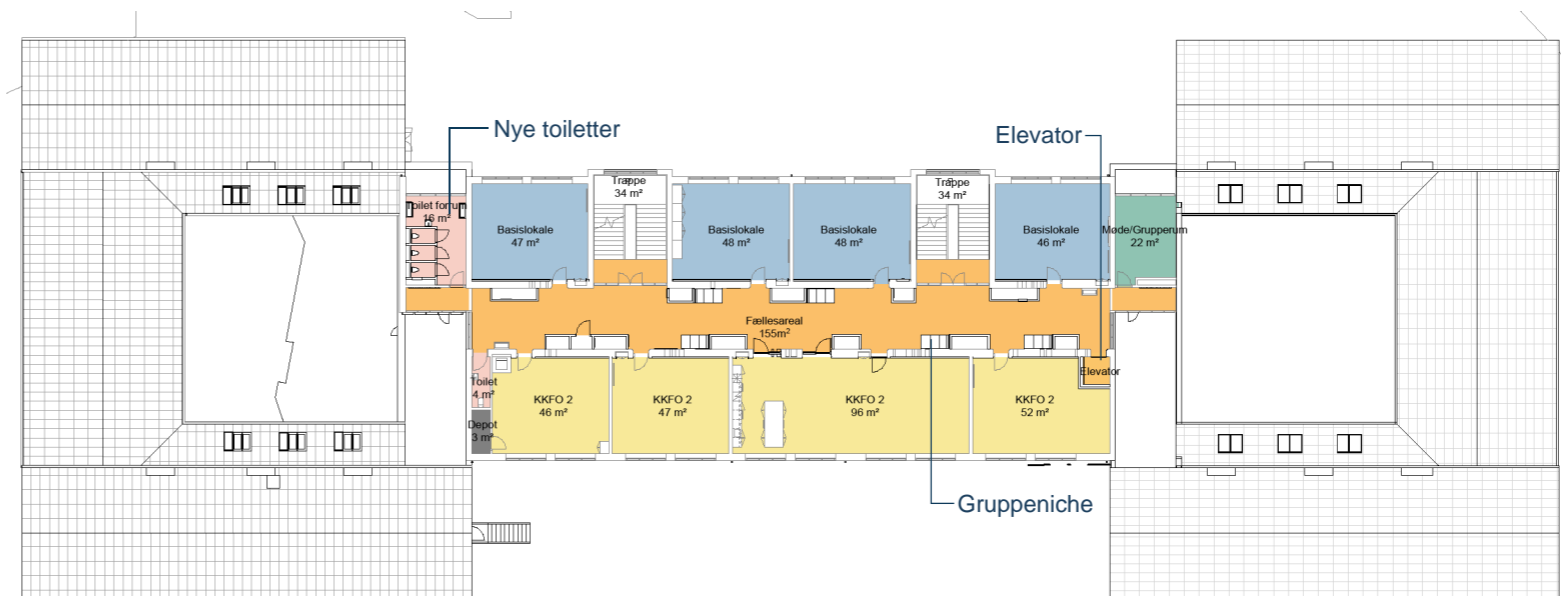 Nye toiletter
Elevator
Trappe
34 m²
Trappe
34 m²
Toilet forrum
16 m²
Basislokale
47 m²
Basislokale
48 m²
Basislokale
48 m²
Basislokale
46 m²
Møde/Grupperum
22 m²
Fællesareal
155m²
Toilet
4 m²
Depot
3 m²
KKFO 2
46 m²
KKFO 2
47 m²
KKFO 2
96 m²
KKFO 2
52 m²
Elevator
Gruppeniche